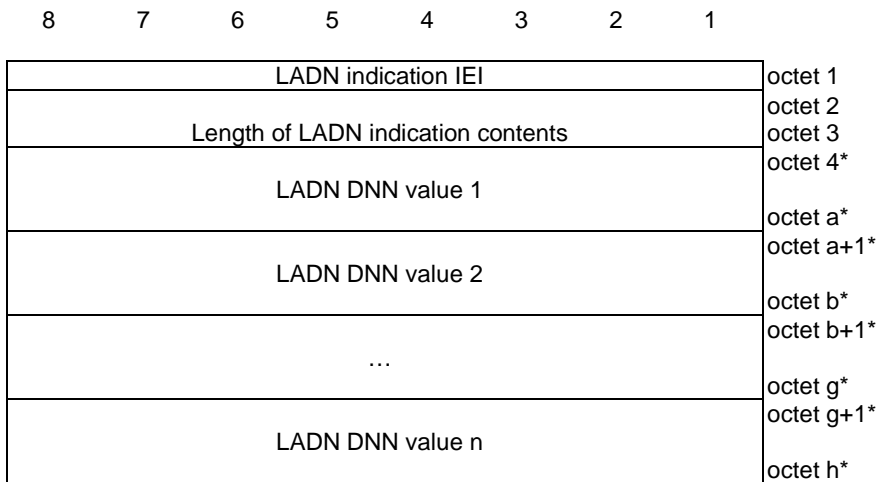 8 7 6 5 4 3 2 1
LADN indication IEI octet 1
octet 2
Length of LADN indication contents octet 3
octet 4*
LADN DNN value 1
octet a*
octet a+1*
LADN DNN value 2
octet b*
octet b+1*
…
octet g*
octet g+1*
LADN DNN value n
octet h*